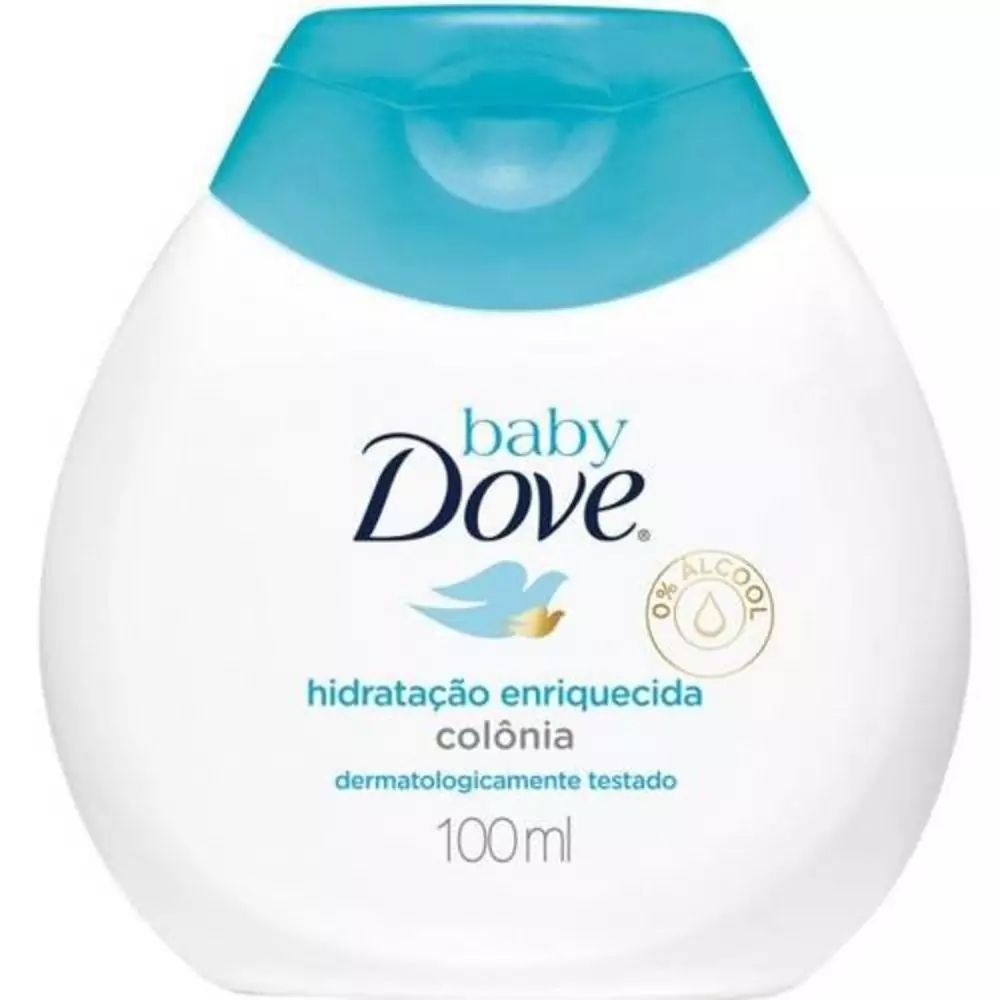 baby
Dove®
0% ÁLCOOL
hidratação enriquecida
colônia
dermatologicamente testado
100ml